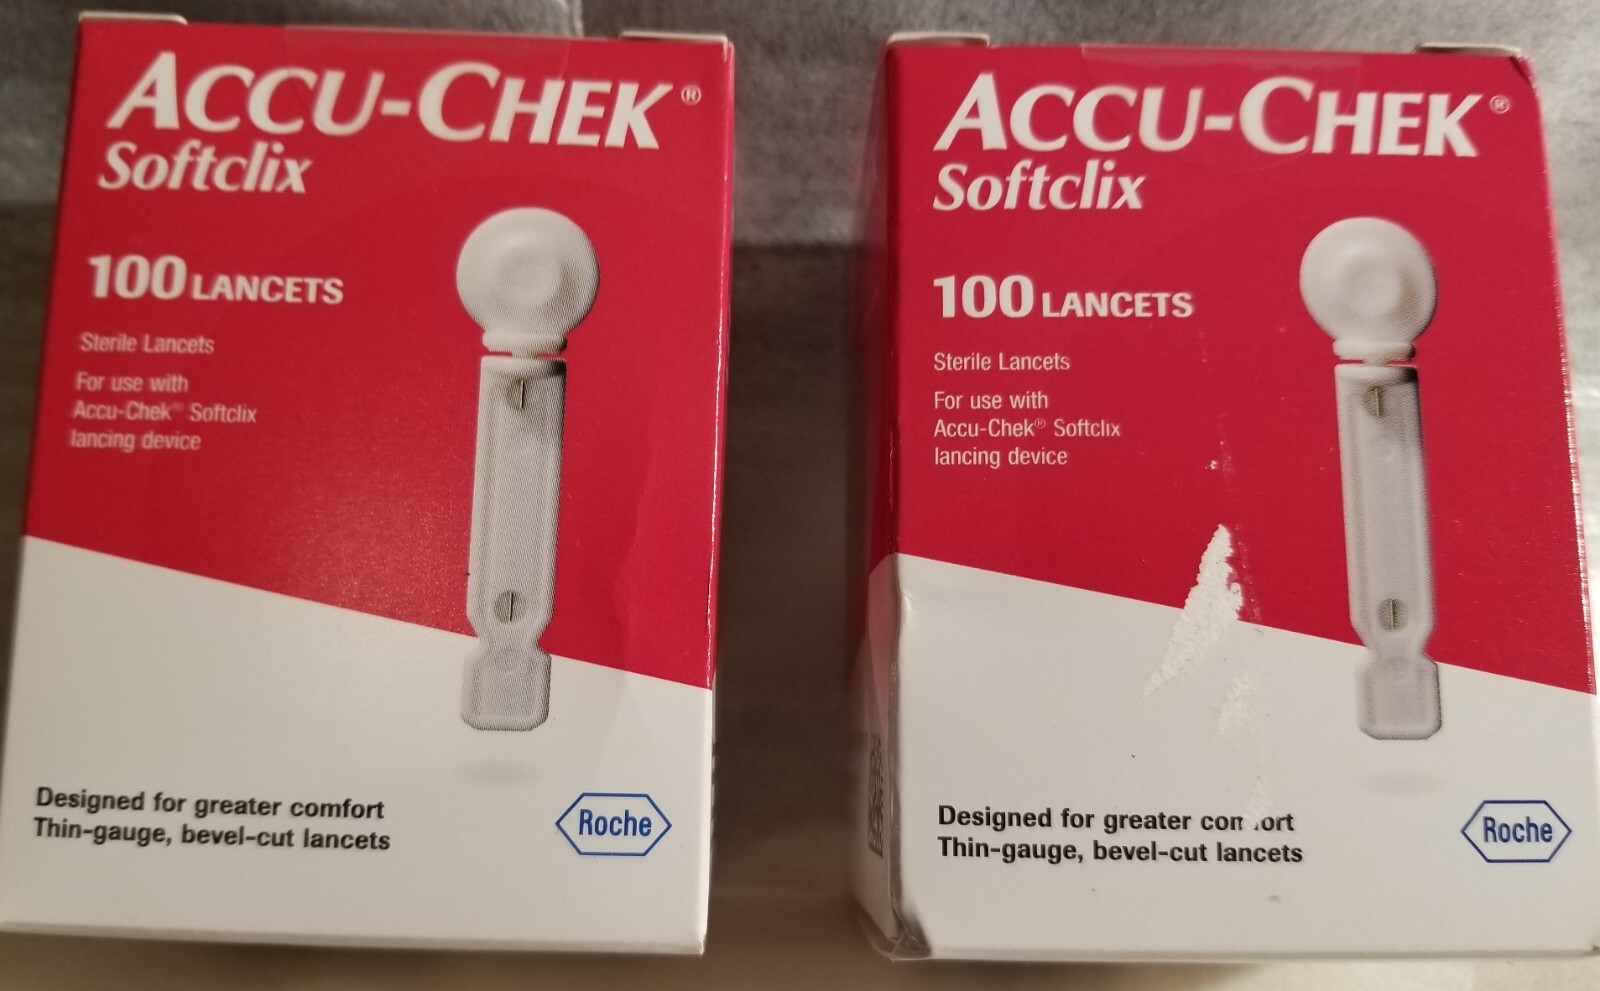 ACCU-CHEK®
Softclix
100 LANCETS
Sterile Lancets
For use with
Accu-Chek® Softclix
lancing device
Designed for greater comfort
Thin-gauge, bevel-cut lancets
Roche
ACCU-CHEK®
Softclix
100 LANCETS
Sterile Lancets
For use with
Accu-Chek® Softclix
lancing device
Designed for greater com ort
Thin-gauge, bevel-cut lancets
Roche